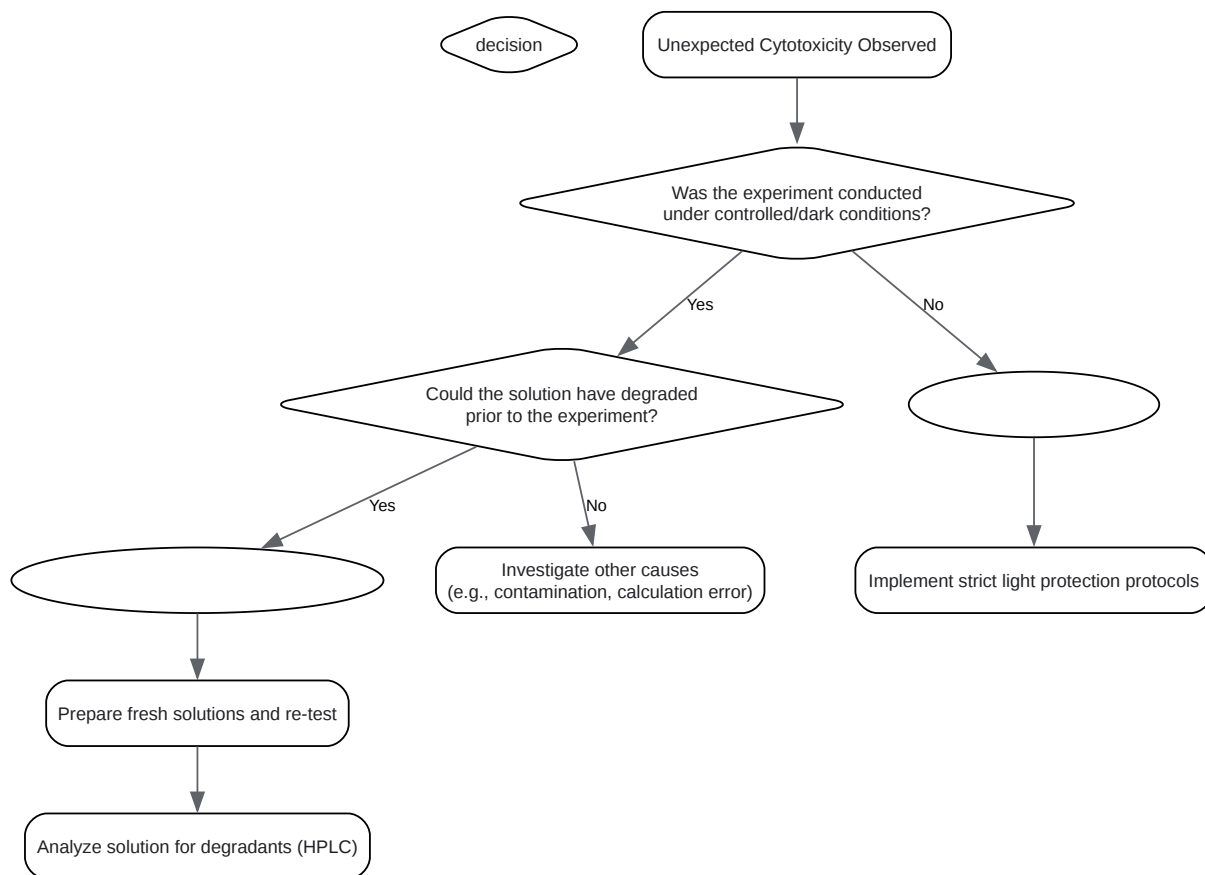 decision
Unexpected Cytotoxicity Observed
Was the experiment conducted
under controlled/dark conditions?
Yes
No
Could the solution have degraded
prior to the experiment?
Yes
No
Investigate other causes
(e.g., contamination, calculation error)
Implement strict light protection protocols
Prepare fresh solutions and re-test
Analyze solution for degradants (HPLC)